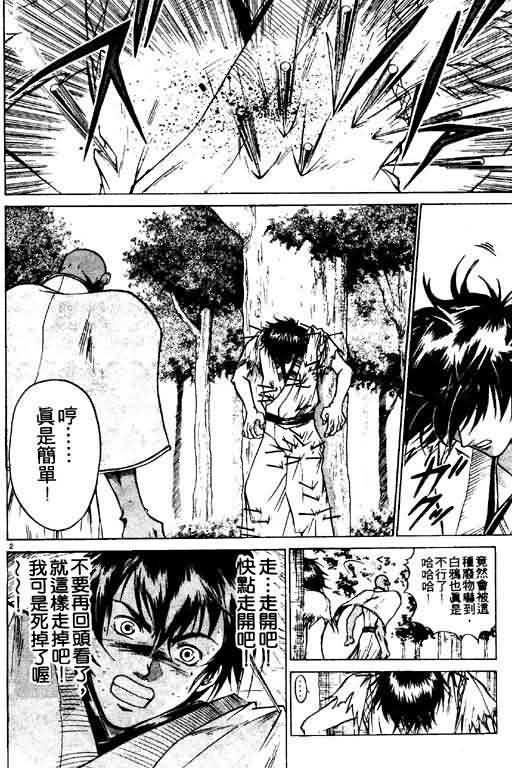 哼……
真是簡單！
竟然會被這
種廢物嚇到，
白鴉也真是
不行了！
哈哈哈！
…
走…走開吧！
快點走開吧！
不要再回頭看了，
就這樣走掉吧！
我可是死掉了喔
～～！
2